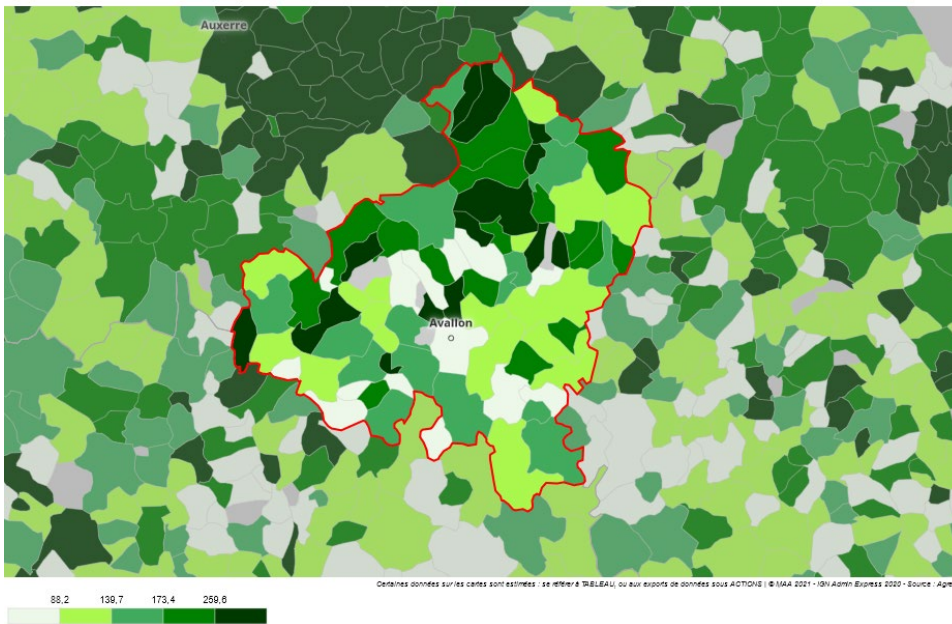 Auxerre
Avallon
Certaines données sur les cartes sont estimées : se référer à TABLEAU, ou aux exports de données sous ACTIONS | © MAA 2021 - IGN Admin Express 2020 - Source : Agre
88,2 139,7 173,4 259,6